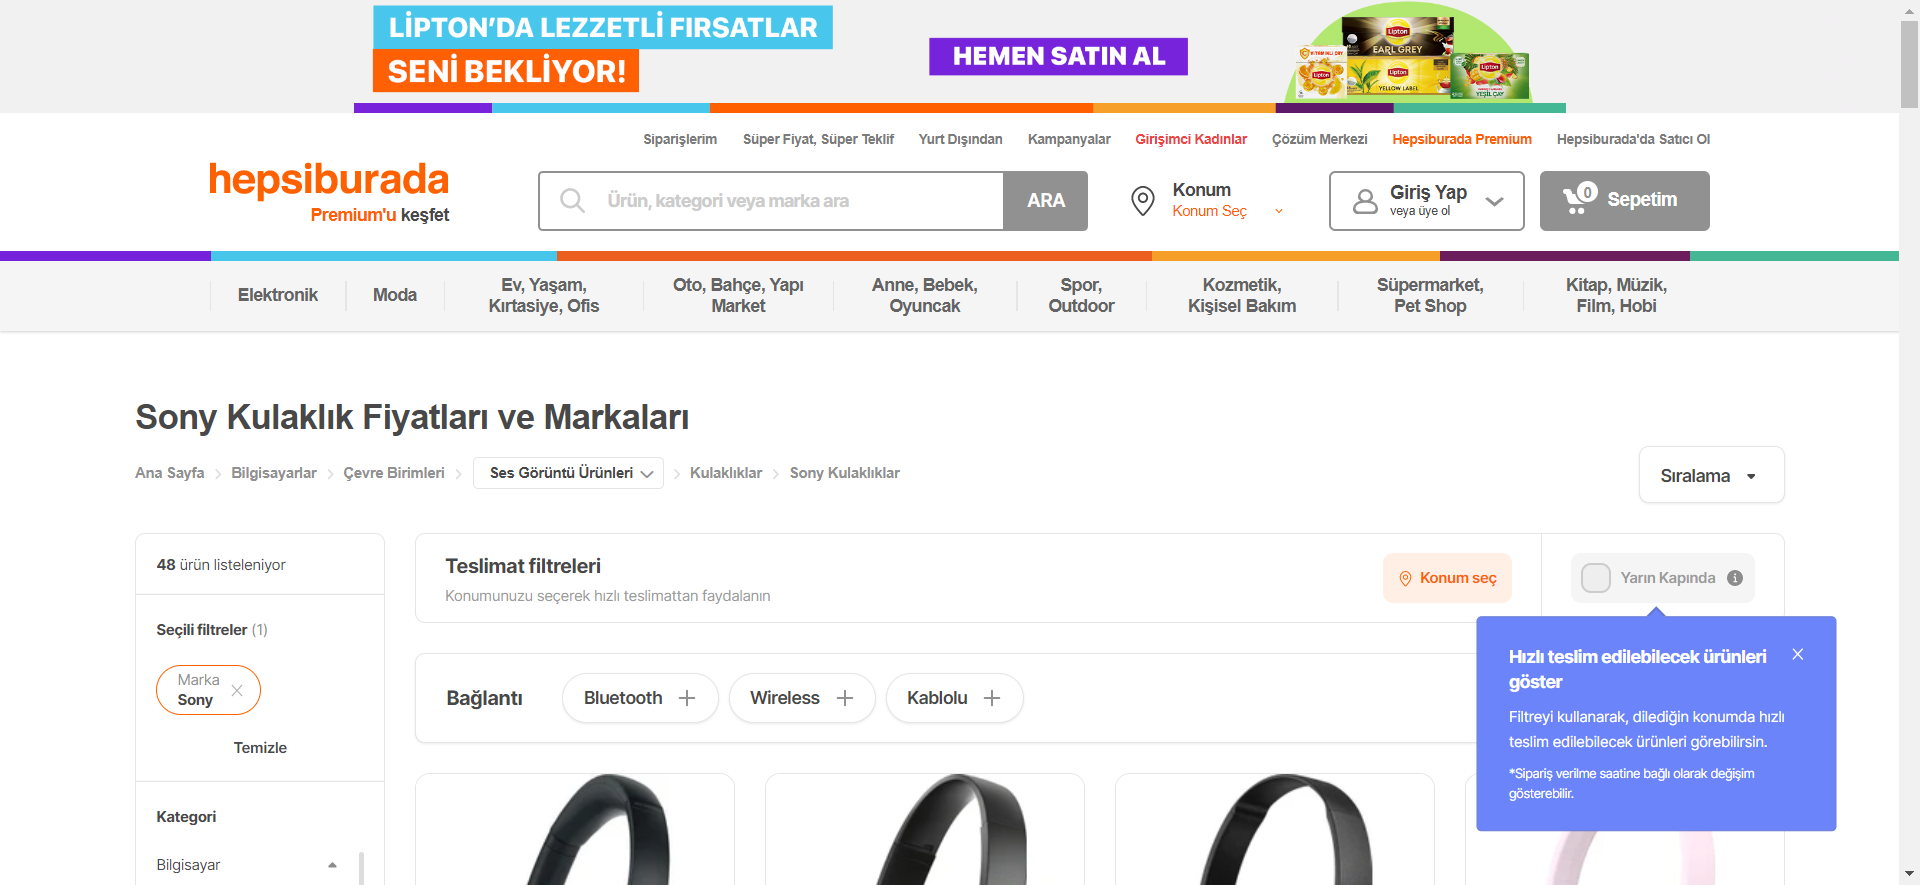 LİPTON'DA LEZZETLİ FIRSATLAR
SENİ BEKLİYOR!
HEMEN SATIN AL
Lipton
EARL GREY
Lipton
Lipton
YELLOW LABEL
Lipton
YEŞİL ÇAY
Siparişlerim
Süper Fiyat, Süper Teklif
Yurt Dışından
Kampanyalar
Girişimci Kadınlar
Çözüm Merkezi
Hepsiburada Premium
Hepsiburada'da Satıcı Ol
hepsiburada
Premium'u keşfet
Ürün, kategori veya marka ara
ARA
Konum
Konum Seç
Giriş Yap
veya üye ol
0
Sepetim
Elektronik
Moda
Ev, Yaşam,
Kırtasiye, Ofis
Oto, Bahçe, Yapı
Market
Anne, Bebek,
Oyuncak
Spor,
Outdoor
Kozmetik,
Kişisel Bakım
Süpermarket,
Pet Shop
Kitap, Müzik,
Film, Hobi
Sony Kulaklık Fiyatları ve Markaları
Ana Sayfa
Bilgisayarlar
Çevre Birimleri
Ses Görüntü Ürünleri
Kulaklıklar
Sony Kulaklıklar
Sıralama
48 ürün listeleniyor
Seçili filtreler (1)
Marka
Sony
Temizle
Kategori
Bilgisayar
Teslimat filtreleri
Konumunuzu seçerek hızlı teslimattan faydalanın
Konum seç
Yarın Kapında
Bağlantı
Bluetooth
Wireless
Kablolu
Hızlı teslim edilebilecek ürünleri
göster
Filtreyi kullanarak, dilediğin konumda hızlı
teslim edilebilecek ürünleri görebilirsin.
*Sipariş verilme saatine bağlı olarak değişim
gösterebilir.